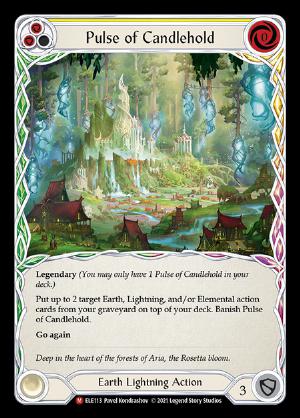 Pulse of Candlehold
0
Legendary (You may only have 1 Pulse of Candlehold in your
deck.)
Put up to 2 target Earth, Lightning, and/or Elemental action
cards from your graveyard on top of your deck. Banish Pulse
of Candlehold.
Go again
Deep in the heart of the forests of Aria, the Rosetta bloom.
Earth Lightning Action
3
M ELE113 Pavel Kondrashov © 2021 Legend Story Studios